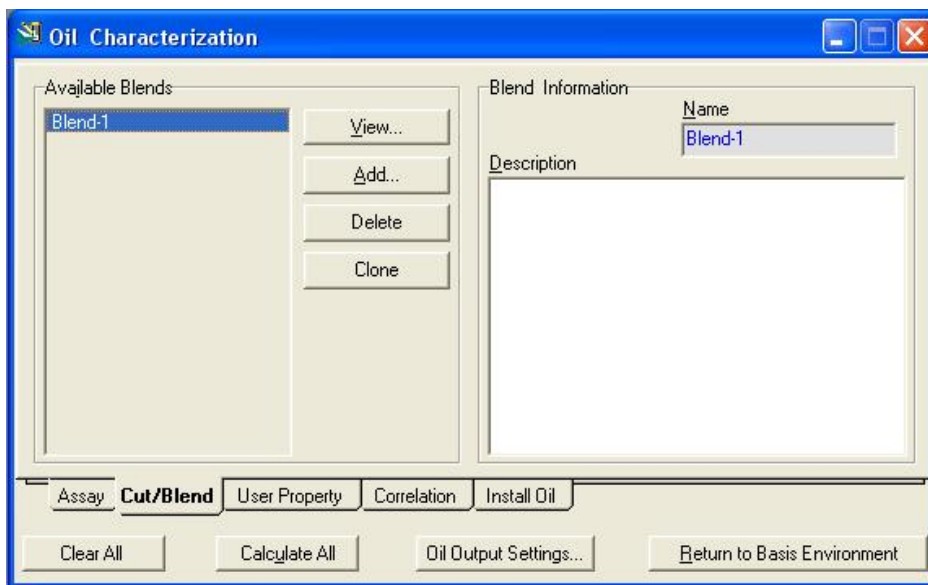 Oil Characterization
Available Blends
Blend-1
View...
Add...
Delete
Clone
Blend Information
Name
Blend-1
Description
Assay Cut/Blend User Property Correlation Install Oil
Clear All Calculate All Oil Output Settings... Return to Basis Environment